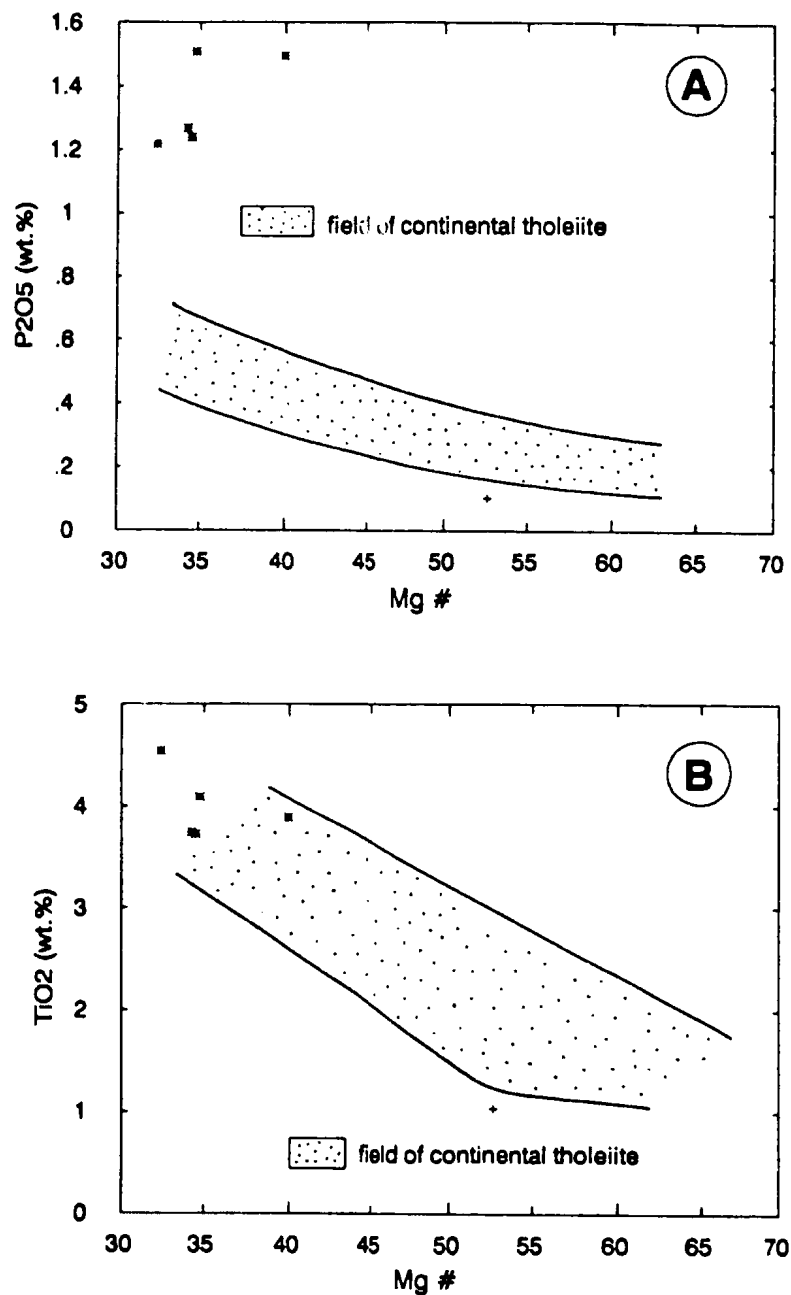 1.6
1.4
1.2
1
.8
.6
.4
.2
0
P2O5 (wt.%)
A
field of continental tholeiite
30 35 40 45 50 55 60 65 70
Mg #
5
4
3
2
1
0
TiO2 (wt.%)
B
field of continental tholeiite
30 35 40 45 50 55 60 65 70
Mg #